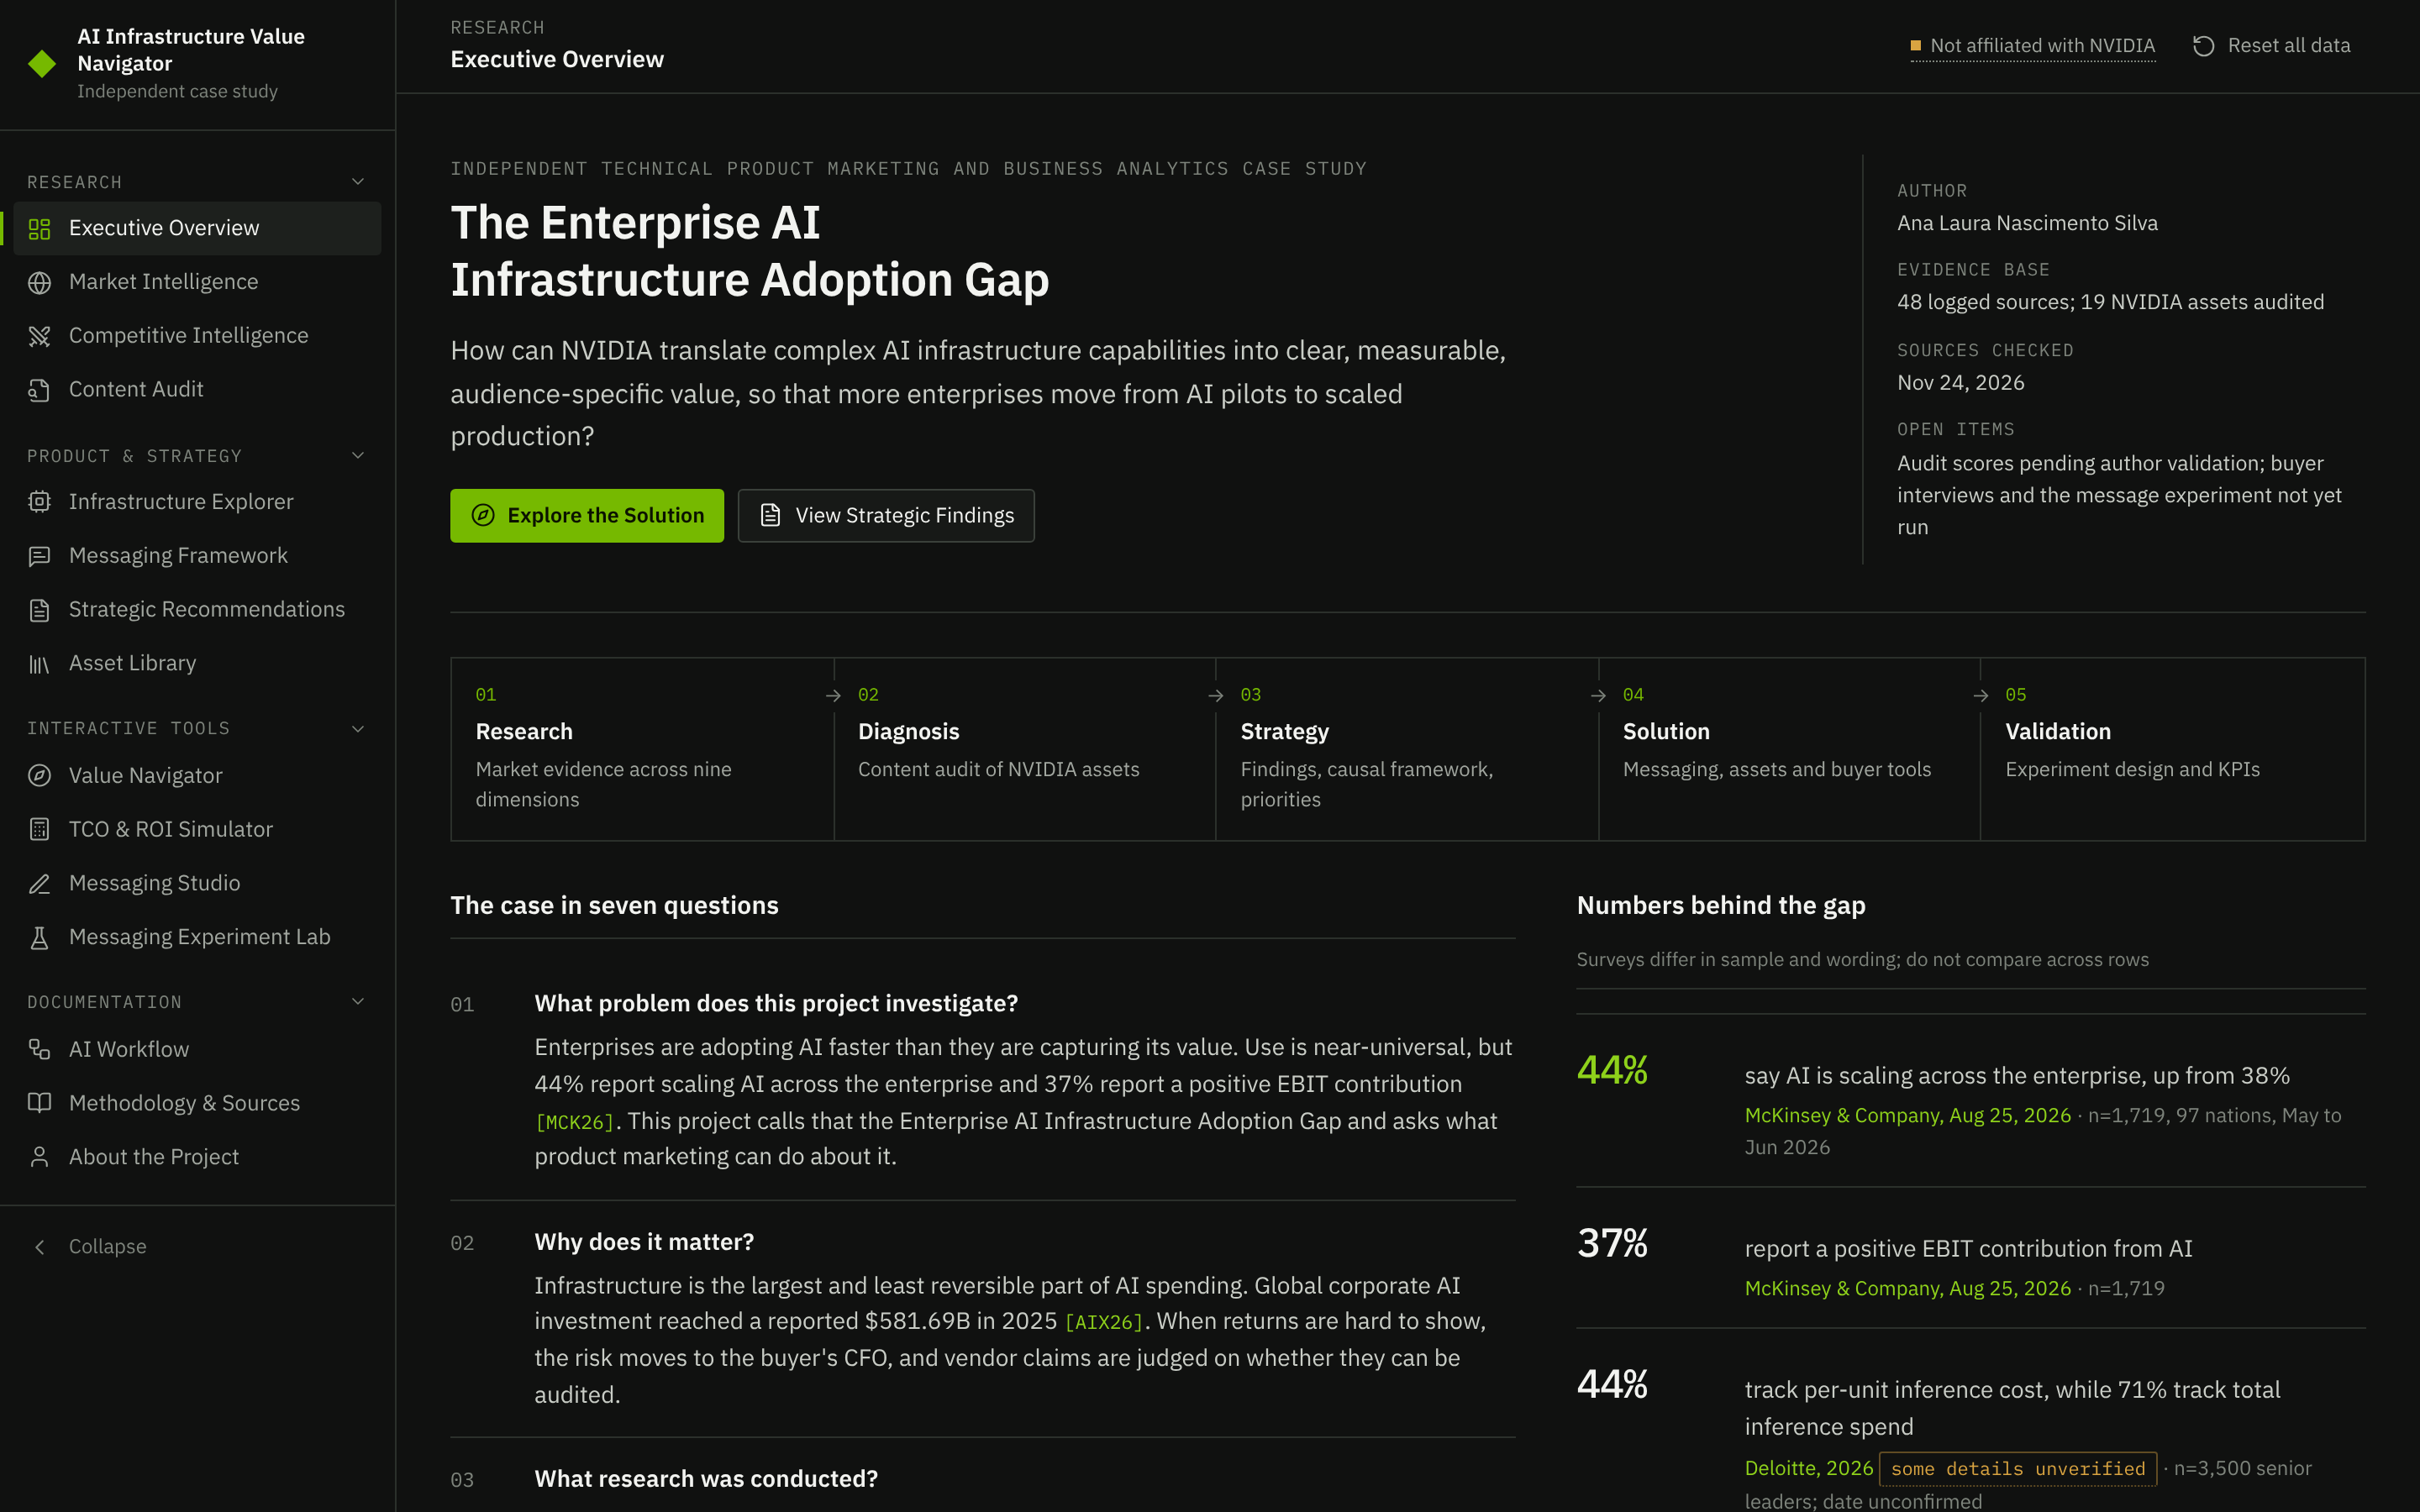 AI Infrastructure Value
Navigator
Independent case study
RESEARCH
Executive Overview
Market Intelligence
Competitive Intelligence
Content Audit
PRODUCT & STRATEGY
Infrastructure Explorer
Messaging Framework
Strategic Recommendations
Asset Library
INTERACTIVE TOOLS
Value Navigator
TCO & ROI Simulator
Messaging Studio
Messaging Experiment Lab
DOCUMENTATION
AI Workflow
Methodology & Sources
About the Project
Collapse
RESEARCH
Executive Overview
Not affiliated with NVIDIA
Reset all data
INDEPENDENT TECHNICAL PRODUCT MARKETING AND BUSINESS ANALYTICS CASE STUDY
The Enterprise AI
Infrastructure Adoption Gap
How can NVIDIA translate complex AI infrastructure capabilities into clear, measurable,
audience-specific value, so that more enterprises move from AI pilots to scaled
production?
Explore the Solution
View Strategic Findings
AUTHOR
Ana Laura Nascimento Silva
EVIDENCE BASE
48 logged sources; 19 NVIDIA assets audited
SOURCES CHECKED
Nov 24, 2026
OPEN ITEMS
Audit scores pending author validation; buyer
interviews and the message experiment not yet
run
01
Research
Market evidence across nine
dimensions
02
Diagnosis
Content audit of NVIDIA assets
03
Strategy
Findings, causal framework,
priorities
04
Solution
Messaging, assets and buyer tools
05
Validation
Experiment design and KPIs
The case in seven questions
01
What problem does this project investigate?
Enterprises are adopting AI faster than they are capturing its value. Use is near-universal, but
44% report scaling AI across the enterprise and 37% report a positive EBIT contribution
[MCK26]. This project calls that the Enterprise AI Infrastructure Adoption Gap and asks what
product marketing can do about it.
02
Why does it matter?
Infrastructure is the largest and least reversible part of AI spending. Global corporate AI
investment reached a reported $581.69B in 2025 [AIX26]. When returns are hard to show,
the risk moves to the buyer's CFO, and vendor claims are judged on whether they can be
audited.
03
What research was conducted?
Numbers behind the gap
Surveys differ in sample and wording; do not compare across rows
44%
say AI is scaling across the enterprise, up from 38%
McKinsey & Company, Aug 25, 2026 · n=1,719, 97 nations, May to
Jun 2026
37%
report a positive EBIT contribution from AI
McKinsey & Company, Aug 25, 2026 · n=1,719
44%
track per-unit inference cost, while 71% track total
inference spend
Deloitte, 2026 some details unverified · n=3,500 senior
leaders; date unconfirmed